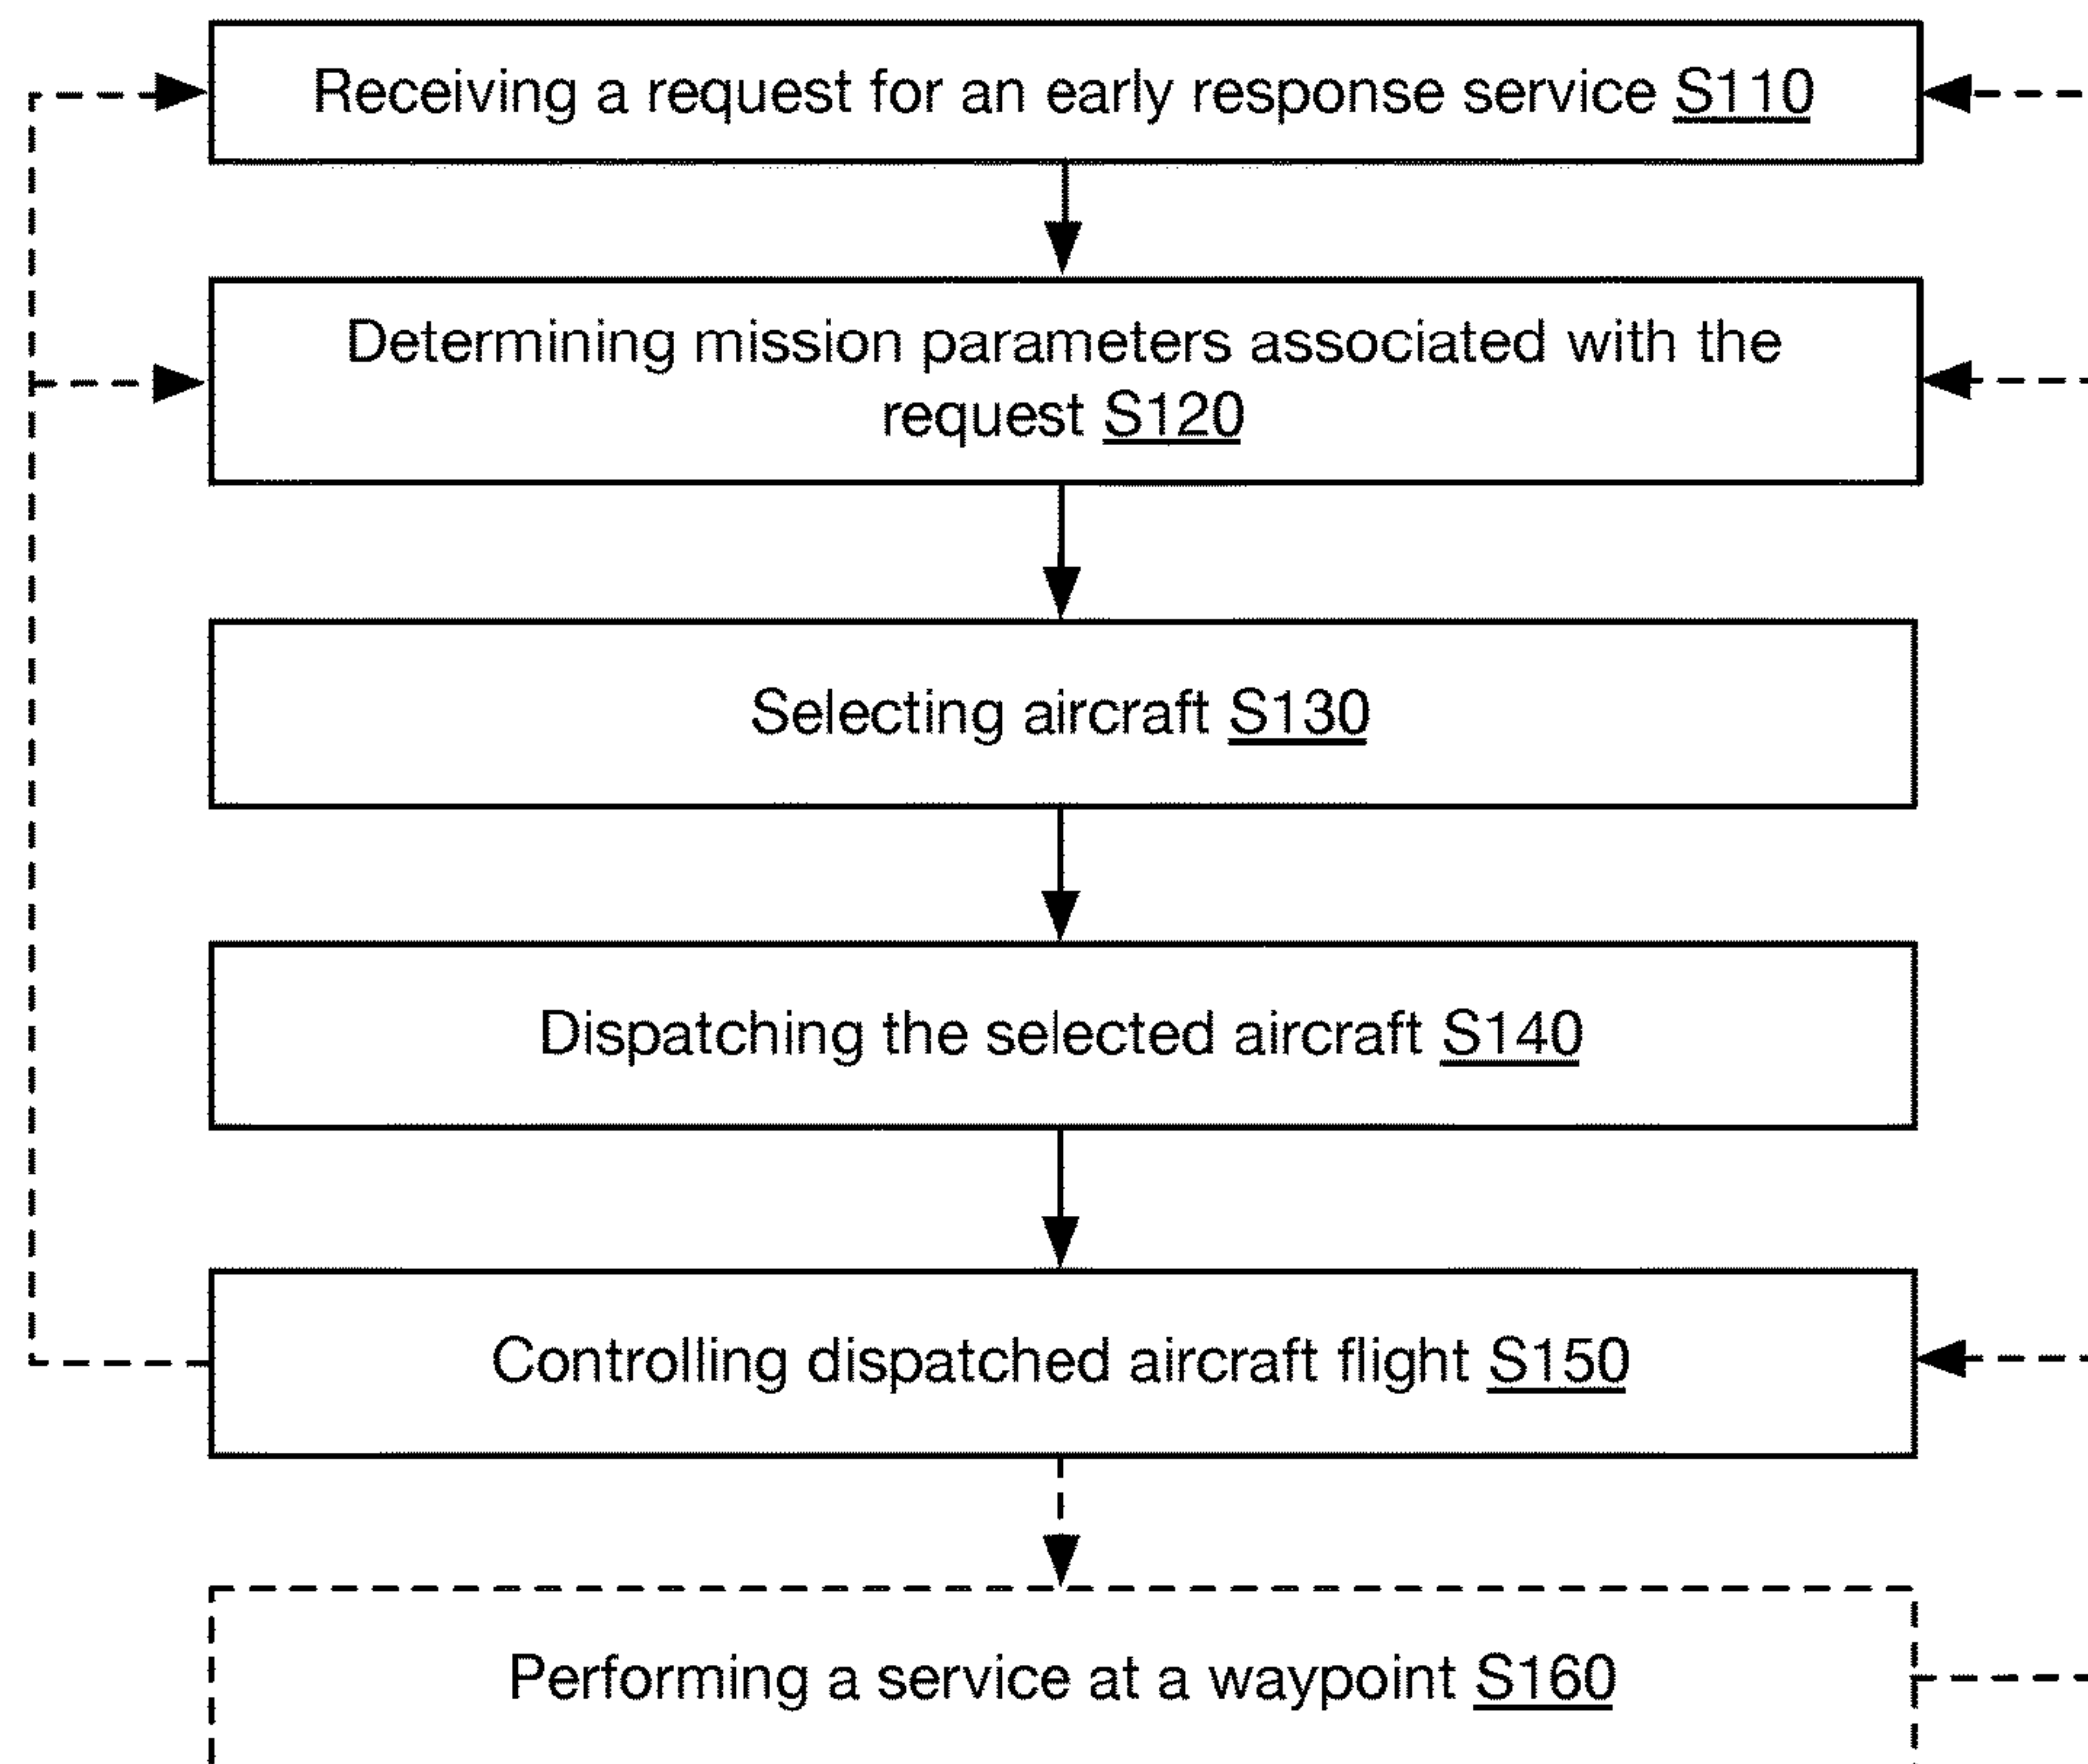 Receiving a request for an early response service S110
Determining mission parameters associated with the
request S120
Selecting aircraft S130
Dispatching the selected aircraft S140
Controlling dispatched aircraft flight S150
Performing a service at a waypoint S160